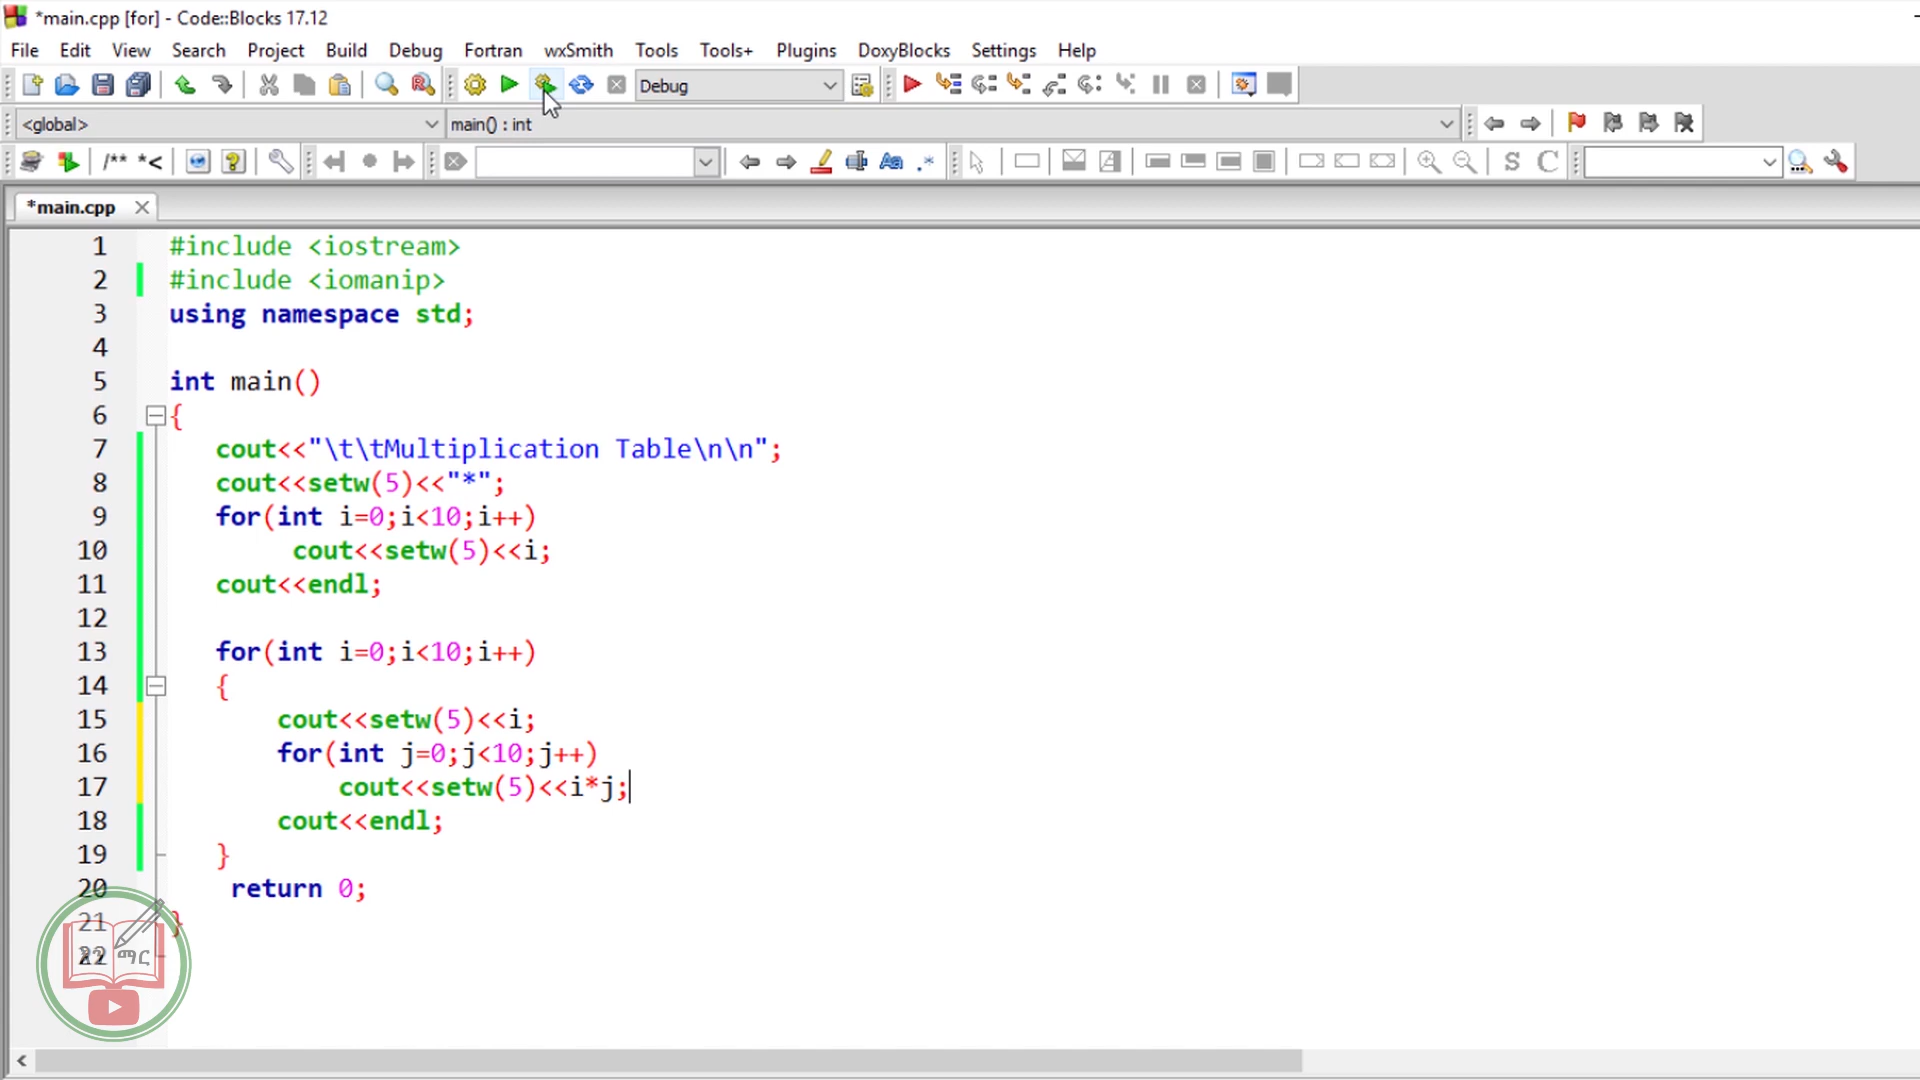 *main.cpp [for] - Code::Blocks 17.12
File Edit View Search Project Build Debug Fortran wxSmith Tools Tools+ Plugins DoxyBlocks Settings Help
Debug
<global> main() : int
/** *< Aa .* S C
*main.cpp
1 #include <iostream>
2 #include <iomanip>
3 using namespace std;
4
5 int main()
6 {
7 cout<<"\t\tMultiplication Table\n\n";
8 cout<<setw(5)<<"*";
9 for(int i=0;i<10;i++)
10 cout<<setw(5)<<i;
11 cout<<endl;
12
13 for(int i=0;i<10;i++)
14 {
15 cout<<setw(5)<<i;
16 for(int j=0;j<10;j++)
17 cout<<setw(5)<<i*j;
18 cout<<endl;
19 }
20 return 0;
21 }
22
ማር